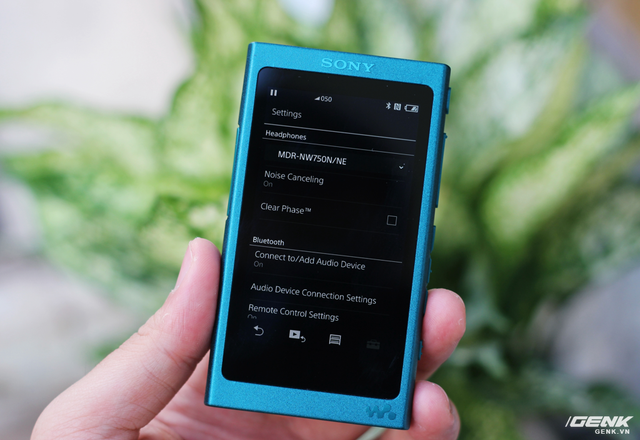 SONY
050
Settings
Headphones
MDR-NW750N/NE
Noise Canceling
On
Clear Phase™
Bluetooth
Connect to/Add Audio Device
On
Audio Device Connection Settings
Remote Control Settings
On
GENK
GENK.VN